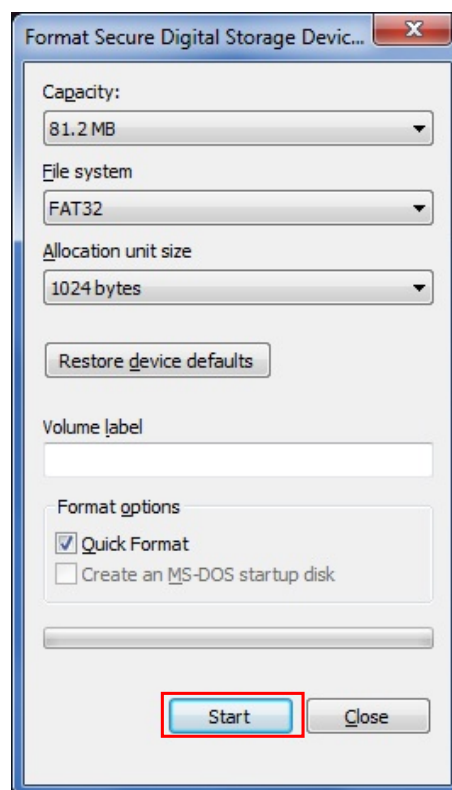 Format Secure Digital Storage Devic...
Capacity:
81.2 MB
File system
FAT32
Allocation unit size
1024 bytes
Restore device defaults
Volume label
Format options
Quick Format
Create an MS-DOS startup disk
Start Close